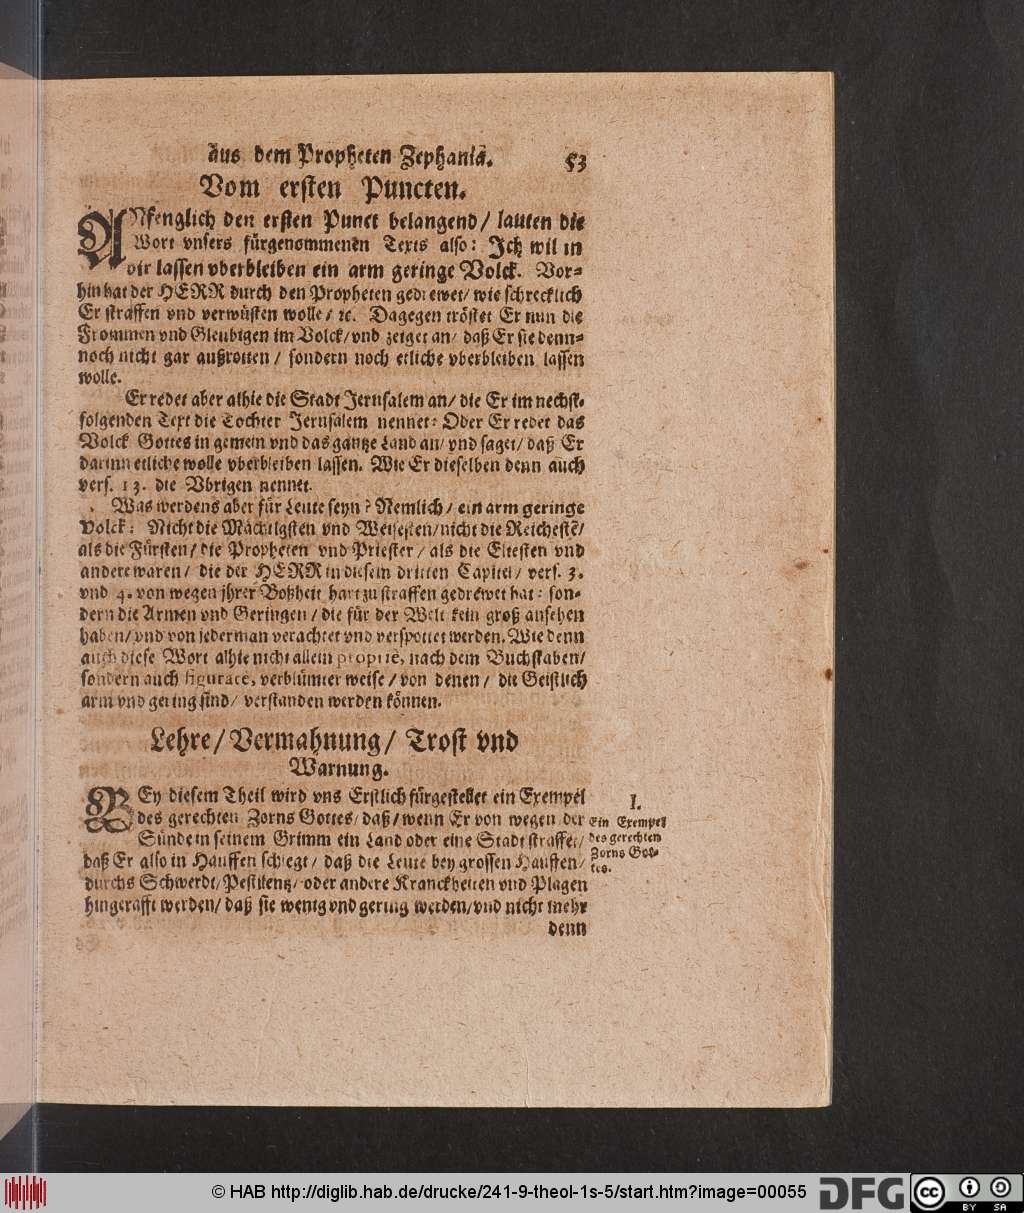 aus dem Propheten Zephania. 53
Vom ersten Puncten.
ANfenglich den ersten Punct belangend / lauten die
Wort vnsers fürgenommenen Texts also: Ich wil in
dir lassen vberbleiben ein arm geringe Volck. Vor-
hin hat der HERR durch den Propheten gedrewet / wie schrecklich
Er straffen vnd verwüsten wolle / ꝛc. Dagegen tröstet Er nun die
Frommen vnd Gleubigen im Volck / vnd zeiget an / daß Er sie denn-
noch nicht gar außrotten / sondern noch etliche vberbleiben lassen
wolle.
Er redet aber alhie die Stadt Jerusalem an / die Er im nechst-
folgenden Text die Tochter Jerusalem nennet: Oder Er redet das
Volck Gottes in gemein vnd das gantze Land an / vnd saget / daß Er
darinn etliche wolle vberbleiben lassen. Wie Er dieselben denn auch
vers. 13. die Vbrigen nennet.
Was werdens aber für Leute seyn? Nemlich / ein arm geringe
Volck: Nicht die Mächtigsten vnd Weisesten / nicht die Reichestē /
als die Fürsten / die Propheten vnd Priester / als die Eltesten vnd
andere waren / die der HERR in diesem dritten Capitel / vers. 3.
vnd 4. von wegen jhrer Boßheit hart zu straffen gedrewet hat: son-
dern die Armen vnd Geringen / die für der Welt kein groß ansehen
haben / vnd von jederman verachtet vnd verspottet werden. Wie denn
auch diese Wort alhie nicht allein propriè, nach dem Buchstaben /
sondern auch figuratè, verblümter weise / von denen / die Geistlich
arm vnd gering sind / verstanden werden können.
Lehre / Vermahnung / Trost vnd
Warnung.
BEy diesem Theil wird vns Erstlich fürgestellet ein Exempel
des gerechten Zorns Gottes / daß / wenn Er von wegen der
Sünde in seinem Grimm ein Land oder eine Stadt straffet /
daß Er also in Hauffen schlegt / daß die Leute bey grossen Hauffen /
durchs Schwerdt / Pestilentz / oder andere Kranckheiten vnd Plagen
hingerafft werden / daß sie wenig vnd gering werden / vnd nicht mehr
denn
I.
Ein Exempel
des gerechten
Zorns Got-
tes.
© HAB http://diglib.hab.de/drucke/241-9-theol-1s-5/start.htm?image=00055
DFG
cc BY SA